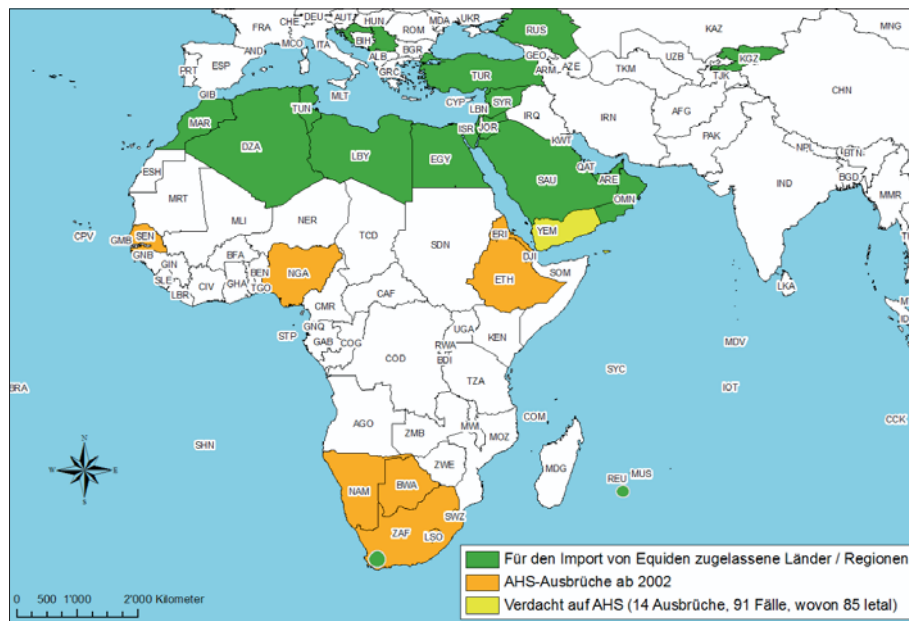 FRA CHE DEU AUT HUN ROM MDA UKR RUS KAZ MNG
AND MCO ITA BIH BGR GEO UZB KGZ
PRT ESP ALB GRC TUR ARM AZE TKM TJK
GIB MLT CYP LBN SYR IRQ IRN AFG CHN
MAR TUN ISR JOR KWT PAK
DZA LBY EGY QAT NPL BTN
ESH SAU ARE BGD
MRT OMN IND MMR
MLI NER
CPV GMB SEN TCD SDN ERI YEM
GNB GIN BFA DJI
SLE LBR CIV GHA TGO BEN NGA CAF ETH SOM LKA
CMR
STP GNQ GAB COG UGA KEN MDV
COD RWA BDI
BRA TZA SYC IOT
AGO COM CCK
SHN ZMB MWI MOZ
ZWE MDG REU MUS
N
W E
S
NAM BWA
SWZ
ZAF LSO
Für den Import von Equiden zugelassene Länder / Regionen
AHS-Ausbrüche ab 2002
Verdacht auf AHS (14 Ausbrüche, 91 Fälle, wovon 85 letal)
0 500 1'000 2'000 Kilometer